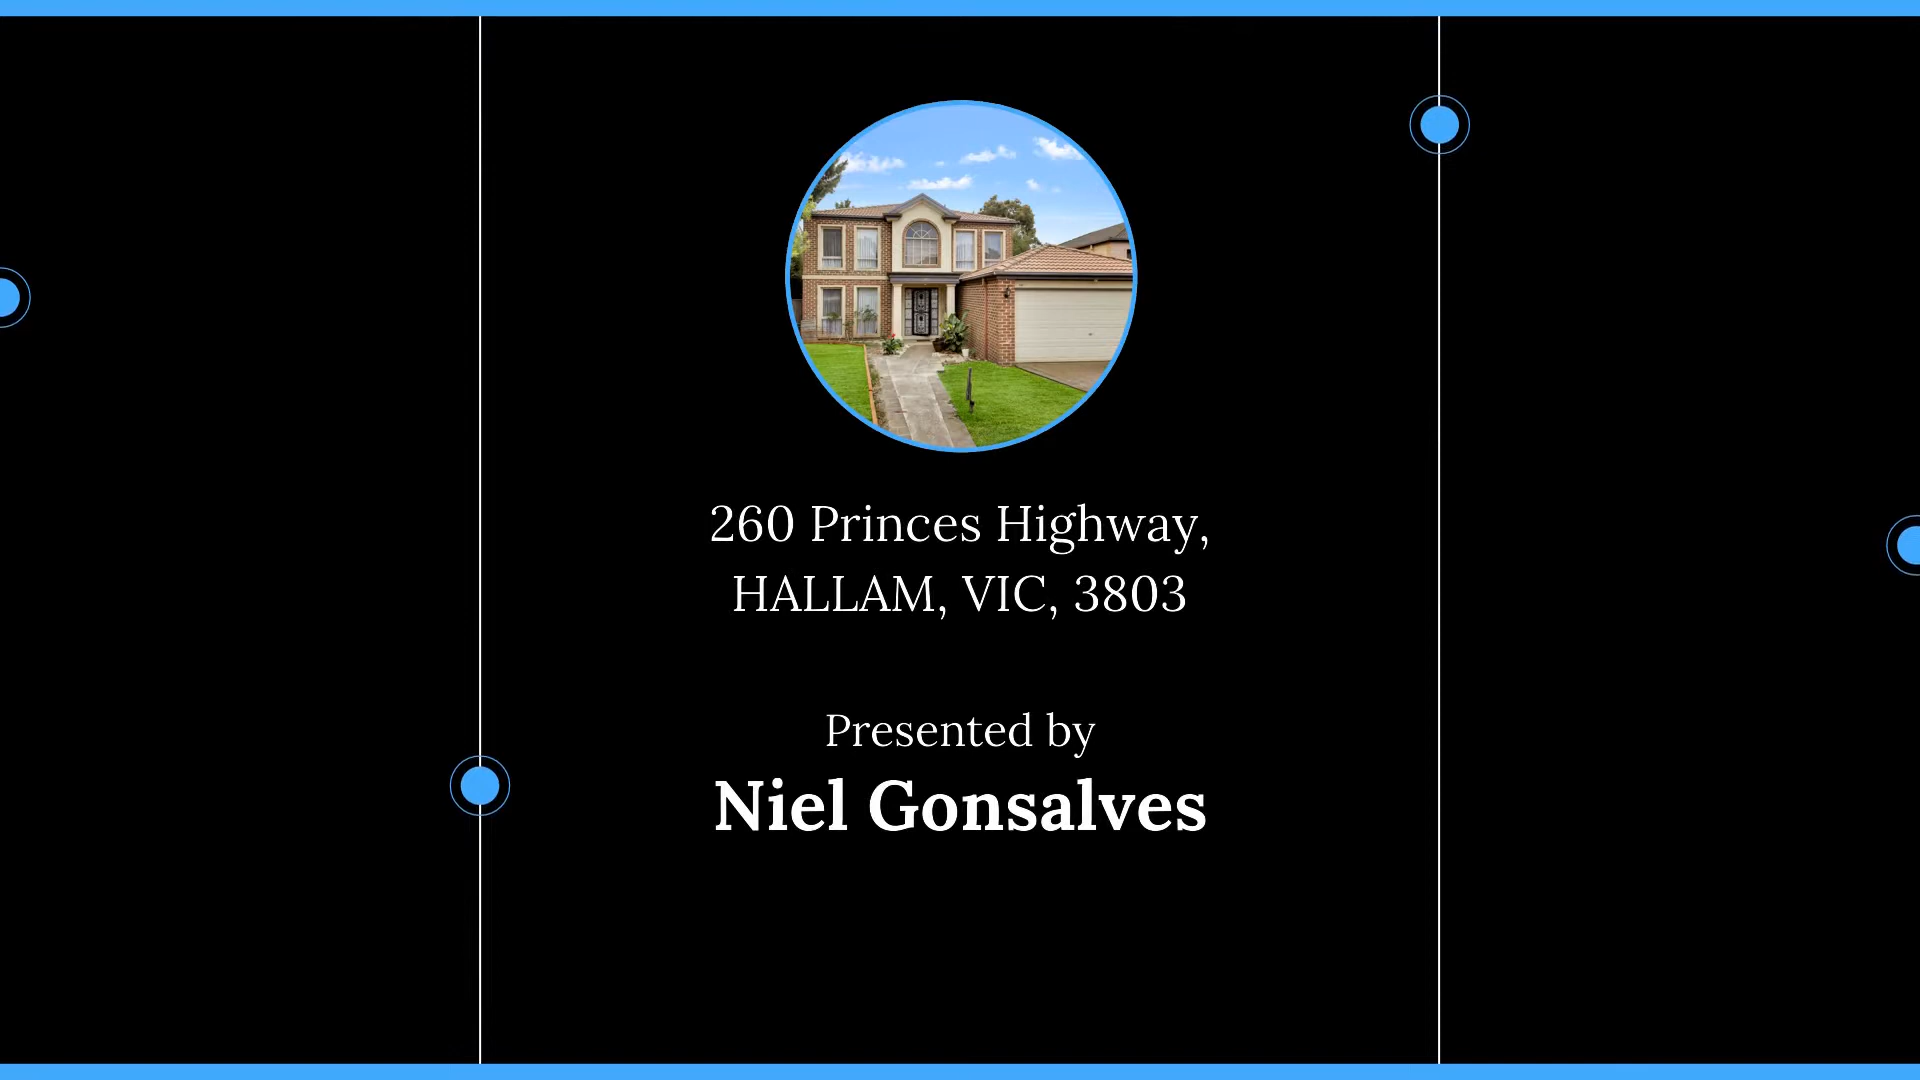 260 Princes Highway,
HALLAM, VIC, 3803
Presented by
Niel Gonsalves